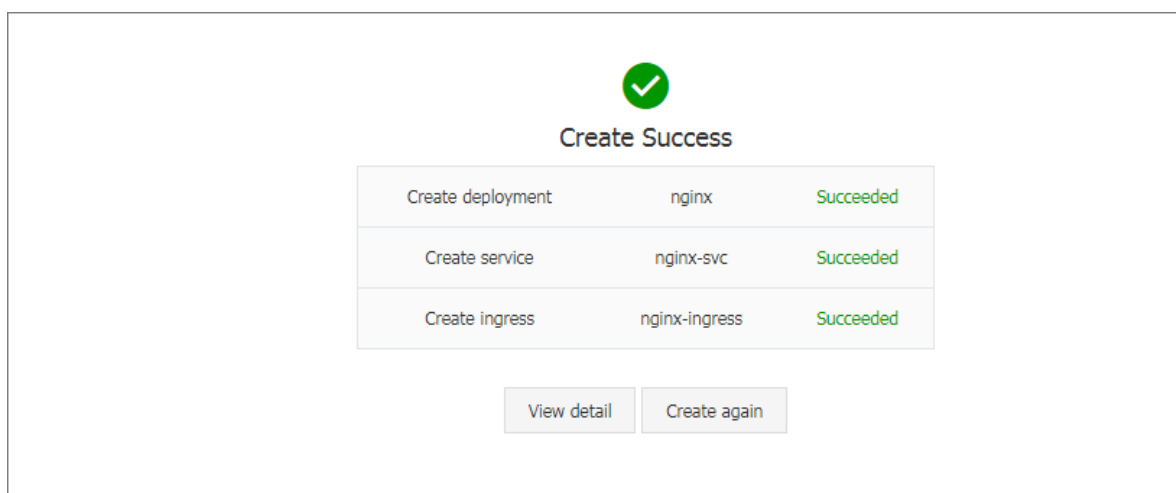 Create Success
Create deployment nginx Succeeded
Create service nginx-svc Succeeded
Create ingress nginx-ingress Succeeded
View detail Create again